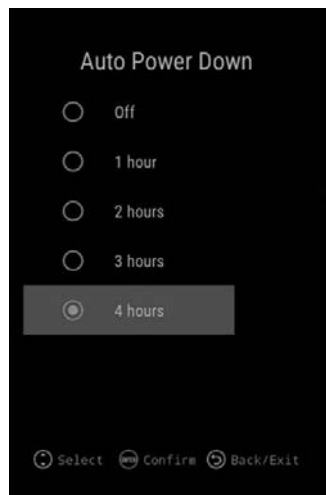 Auto Power Down
Off
1 hour
2 hours
3 hours
4 hours
Select Confirm Back/Exit